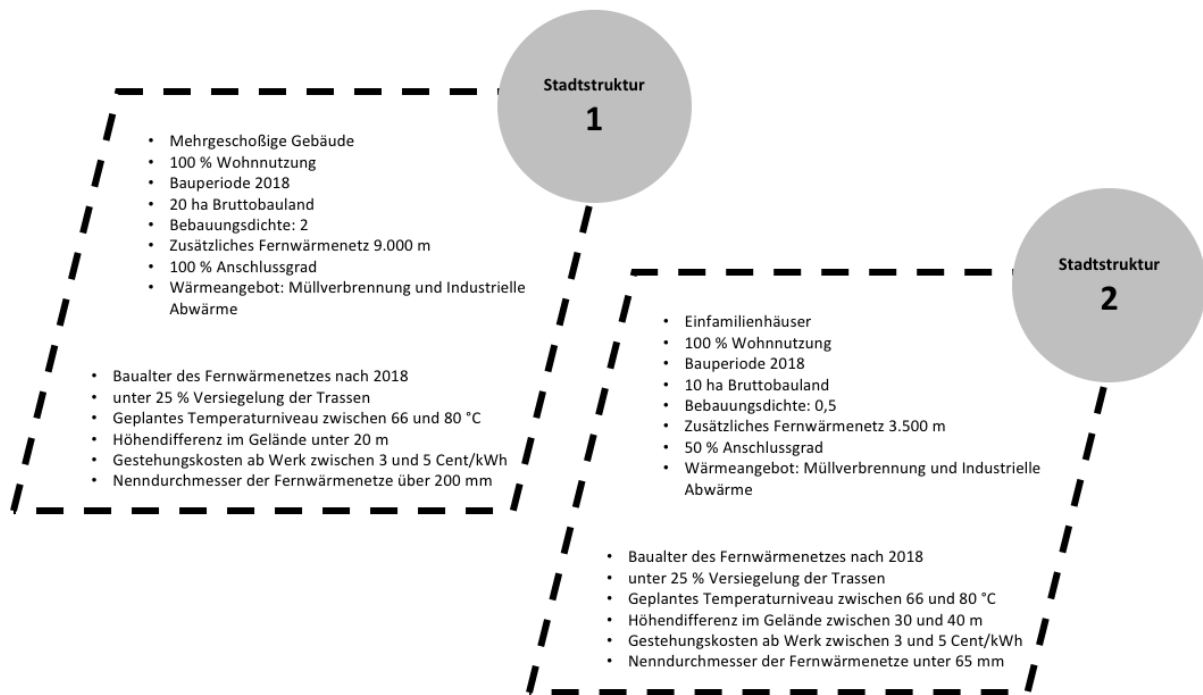 Stadtstruktur
1
• Mehrgeschoßige Gebäude
• 100 % Wohnnutzung
• Bauperiode 2018
• 20 ha Bruttobauland
• Bebauungsdichte: 2
• Zusätzliches Fernwärmenetz 9.000 m
• 100 % Anschlussgrad
• Wärmeangebot: Müllverbrennung und Industrielle
Abwärme
• Baualter des Fernwärmenetzes nach 2018
• unter 25 % Versiegelung der Trassen
• Geplantes Temperaturniveau zwischen 66 und 80 °C
• Höhendifferenz im Gelände unter 20 m
• Gestehungskosten ab Werk zwischen 3 und 5 Cent/kWh
• Nenndurchmesser der Fernwärmenetze über 200 mm
Stadtstruktur
2
• Einfamilienhäuser
• 100 % Wohnnutzung
• Bauperiode 2018
• 10 ha Bruttobauland
• Bebauungsdichte: 0,5
• Zusätzliches Fernwärmenetz 3.500 m
• 50 % Anschlussgrad
• Wärmeangebot: Müllverbrennung und Industrielle
Abwärme
• Baualter des Fernwärmenetzes nach 2018
• unter 25 % Versiegelung der Trassen
• Geplantes Temperaturniveau zwischen 66 und 80 °C
• Höhendifferenz im Gelände zwischen 30 und 40 m
• Gestehungskosten ab Werk zwischen 3 und 5 Cent/kWh
• Nenndurchmesser der Fernwärmenetze unter 65 mm